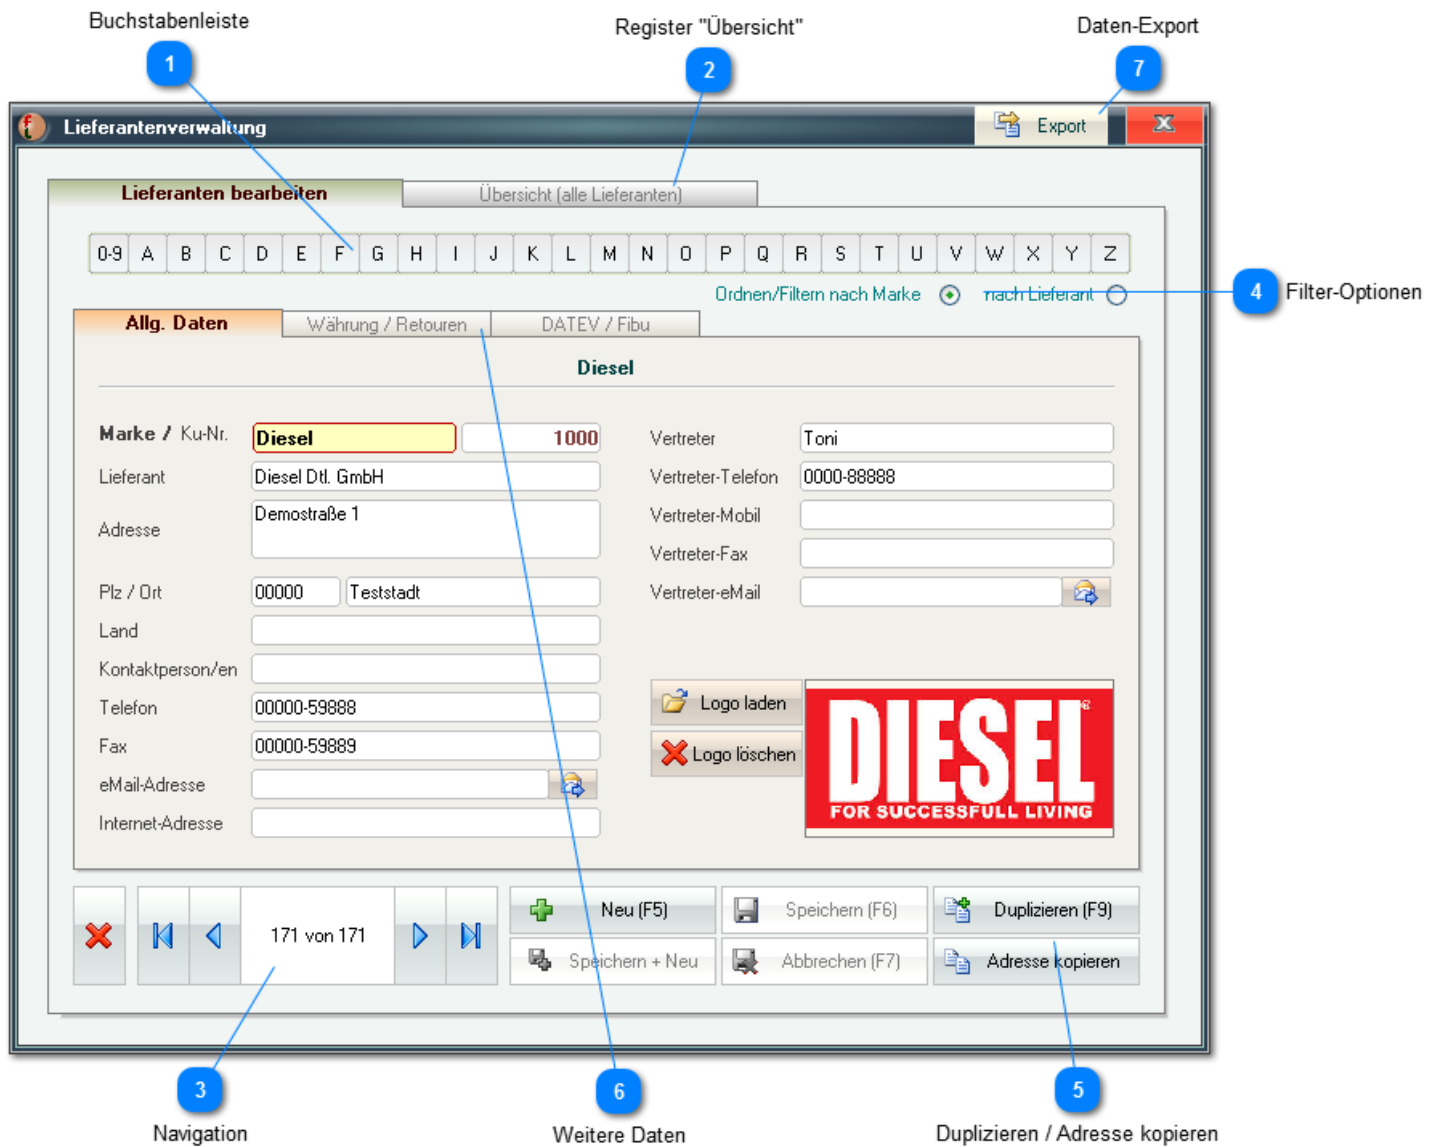 Buchstabenleiste
Register "Übersicht"
Daten-Export
1
2
7
Lieferantenverwaltung
Export
Lieferanten bearbeiten
Übersicht (alle Lieferanten)
0-9 A B C D E F G H I J K L M N O P Q R S T U V W X Y Z
Ordnen/Filtern nach Marke nach Lieferant
4 Filter-Optionen
Allg. Daten
Währung / Retouren
DATEV / Fibu
Diesel
Marke / Ku-Nr. Diesel 1000
Vertreter Toni
Lieferant Diesel Dtl. GmbH
Vertreter-Telefon 0000-88888
Adresse Demostraße 1
Vertreter-Mobil
Vertreter-Fax
Plz / Ort 00000 Teststadt
Vertreter-eMail
Land
Kontaktperson/en
Telefon 00000-59888
Logo laden
Fax 00000-59889
Logo löschen
eMail-Adresse
Internet-Adresse
DIESEL®
FOR SUCCESSFULL LIVING
171 von 171
Neu (F5)
Speichern (F6)
Duplizieren (F9)
Speichern + Neu
Abbrechen (F7)
Adresse kopieren
3
6
5
Navigation
Weitere Daten
Duplizieren / Adresse kopieren